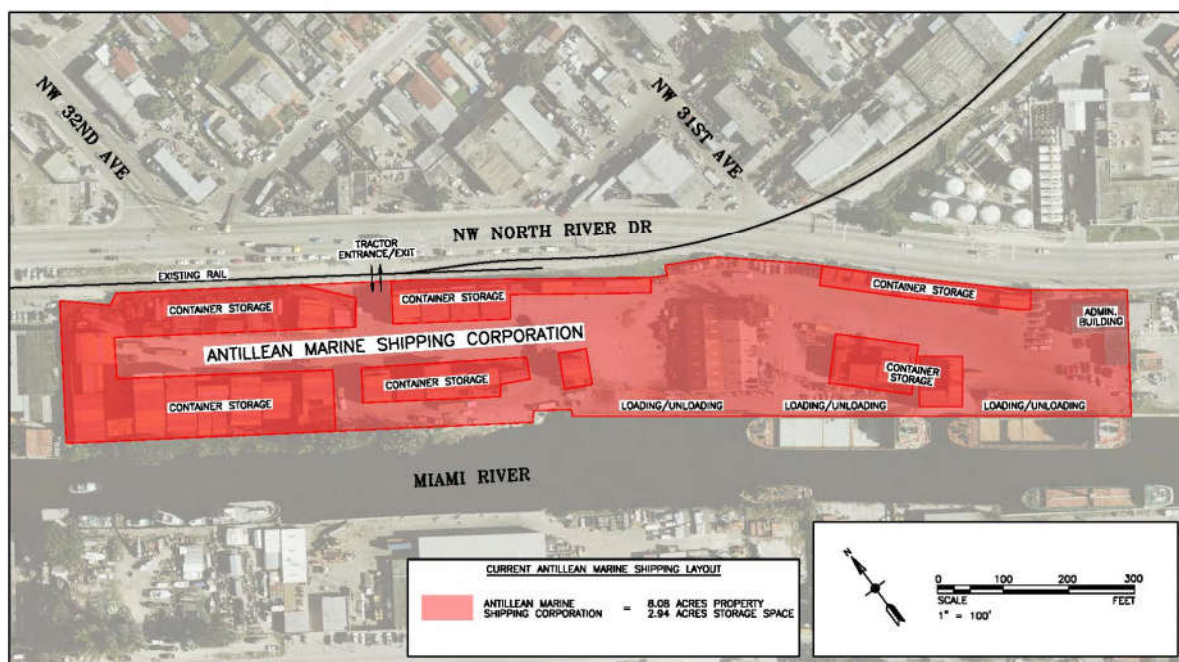 NW 32ND AVE
NW 31ST AVE
NW NORTH RIVER DR
TRACTOR
ENTRANCE/EXIT
EXISTING RAIL
CONTAINER STORAGE
CONTAINER STORAGE
CONTAINER STORAGE
ADMIN.
BUILDING
ANTILLEAN MARINE SHIPPING CORPORATION
CONTAINER STORAGE
CONTAINER
STORAGE
CONTAINER STORAGE
LOADING/UNLOADING
LOADING/UNLOADING
LOADING/UNLOADING
MIAMI RIVER
CURRENT ANTILLEAN MARINE SHIPPING LAYOUT
ANTILLEAN MARINE
SHIPPING CORPORATION
=
8.08 ACRES PROPERTY
2.94 ACRES STORAGE SPACE
N
0 100 200 300
SCALE FEET
1" = 100'